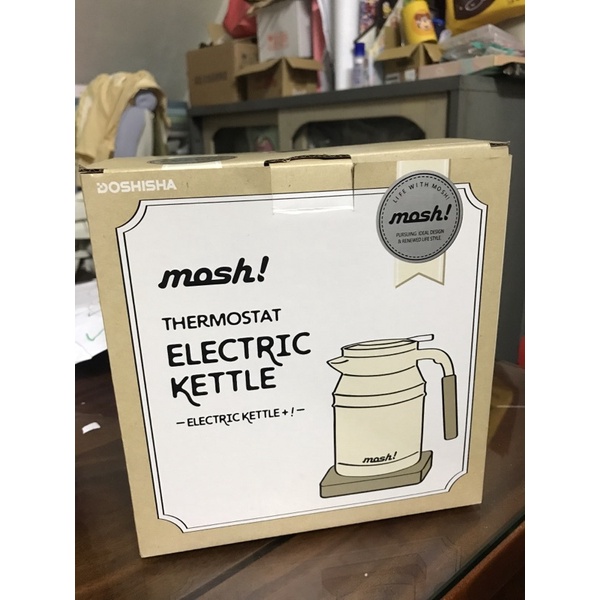 DOSHISHA
LIFE WITH MOSH!
mosh!
PURSUING IDEAL DESIGN
& RENEWED LIFE STYLE
mosh!
THERMOSTAT
ELECTRIC
KETTLE
—ELECTRIC KETTLE+!—
mosh!